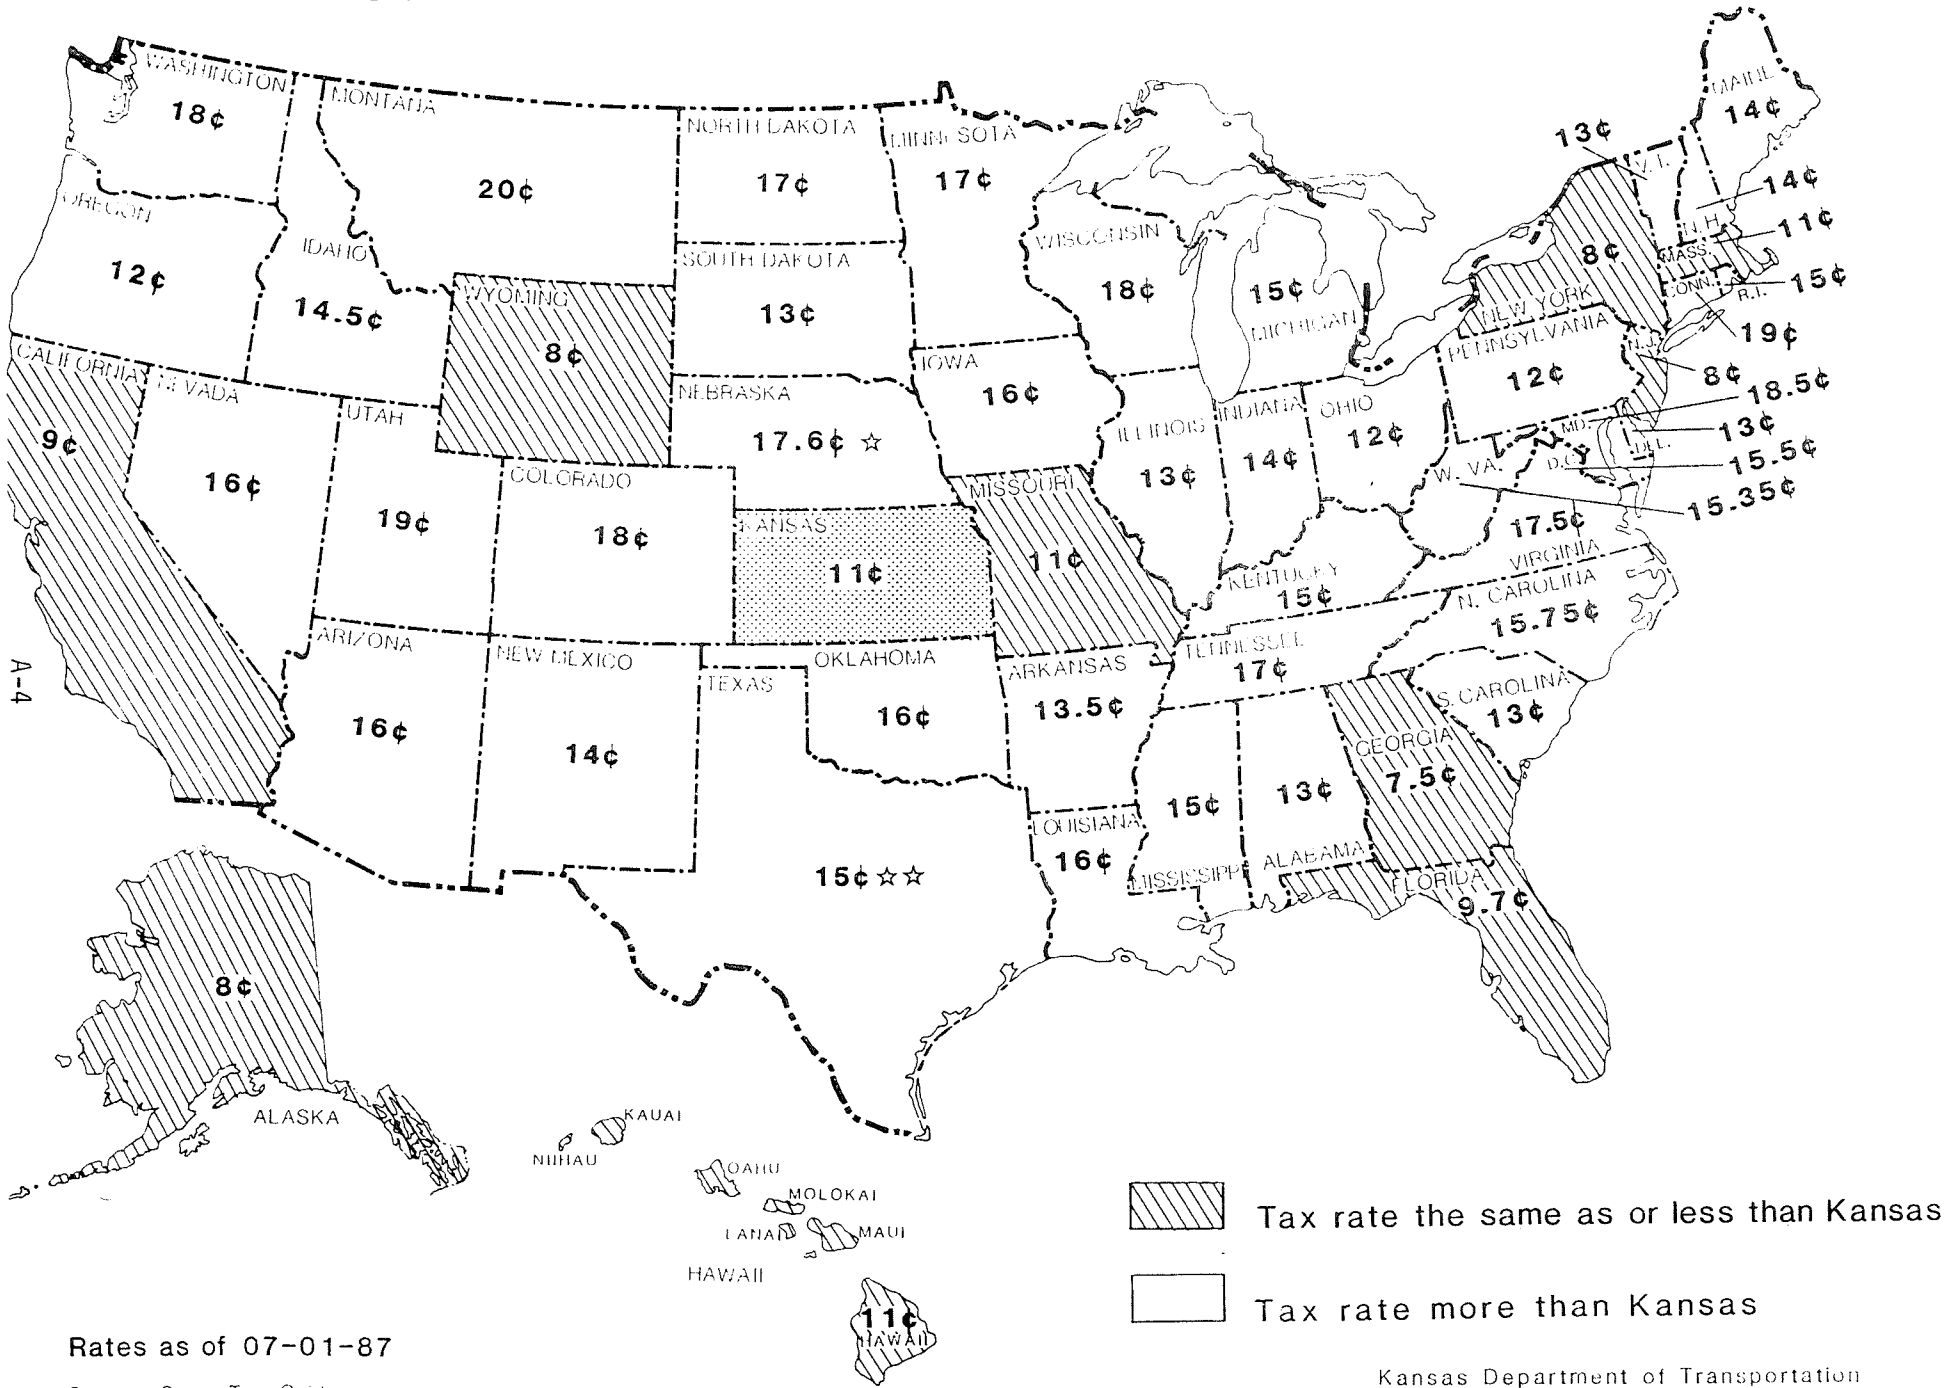 WASHINGTON
18¢
MONTANA
20¢
NORTH DAKOTA
17¢
MINNESOTA
17¢
MAINE
14¢
13¢
V.T.
14¢
N.H.
11¢
MASS.
15¢
R.I.
CONN.
19¢
OREGON
12¢
IDAHO
14.5¢
WYOMING
8¢
SOUTH DAKOTA
13¢
WISCONSIN
18¢
15¢
MICHIGAN
8¢
NEW YORK
PENNSYLVANIA
12¢
N.J.
8¢
18.5¢
MD.
13¢
DEL.
15.5¢
D.C.
15.35¢
W. VA.
CALIFORNIA
9¢
NEVADA
16¢
UTAH
19¢
COLORADO
18¢
NEBRASKA
17.6¢ ☆
IOWA
16¢
ILLINOIS
13¢
INDIANA
14¢
OHIO
12¢
KANSAS
11¢
MISSOURI
11¢
KENTUCKY
15¢
17.5¢
VIRGINIA
N. CAROLINA
15.75¢
TENNESSEE
17¢
S. CAROLINA
13¢
A-4
ARIZONA
16¢
NEW MEXICO
14¢
TEXAS
15¢ ☆☆
OKLAHOMA
16¢
ARKANSAS
13.5¢
LOUISIANA
16¢
15¢
MISSISSIPPI
13¢
ALABAMA
GEORGIA
7.5¢
FLORIDA
9.7¢
8¢
ALASKA
KAUAI
NIIHAU
OAHU
MOLOKAI
LANAI
MAUI
HAWAII
11¢
HAWAII
Tax rate the same as or less than Kansas
Tax rate more than Kansas
Rates as of 07-01-87
Kansas Department of Transportation